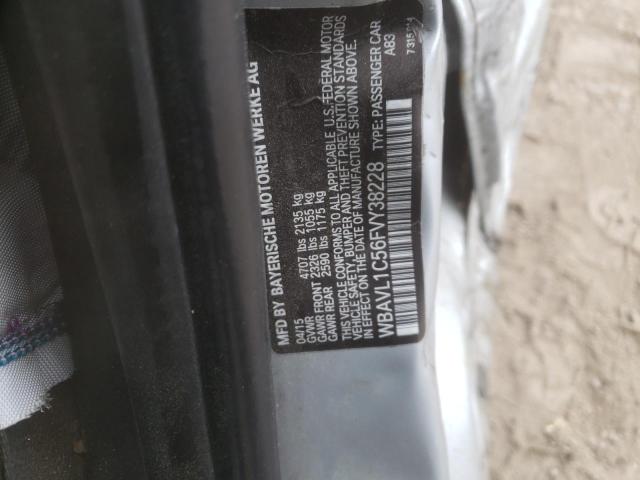 MFD BY BAYERISCHE MOTOREN WERKE AG
04/15
GVWR 4707 lbs 2135 kg
GAWR FRONT 2326 lbs 1055 kg
GAWR REAR 2590 lbs 1175 kg
THIS VEHICLE CONFORMS TO ALL APPLICABLE U.S. FEDERAL MOTOR
VEHICLE SAFETY, BUMPER AND THEFT PREVENTION STANDARDS
IN EFFECT ON THE DATE OF MANUFACTURE SHOWN ABOVE.
WBAVL1C56FVY38228 TYPE: PASSENGER CAR
A83